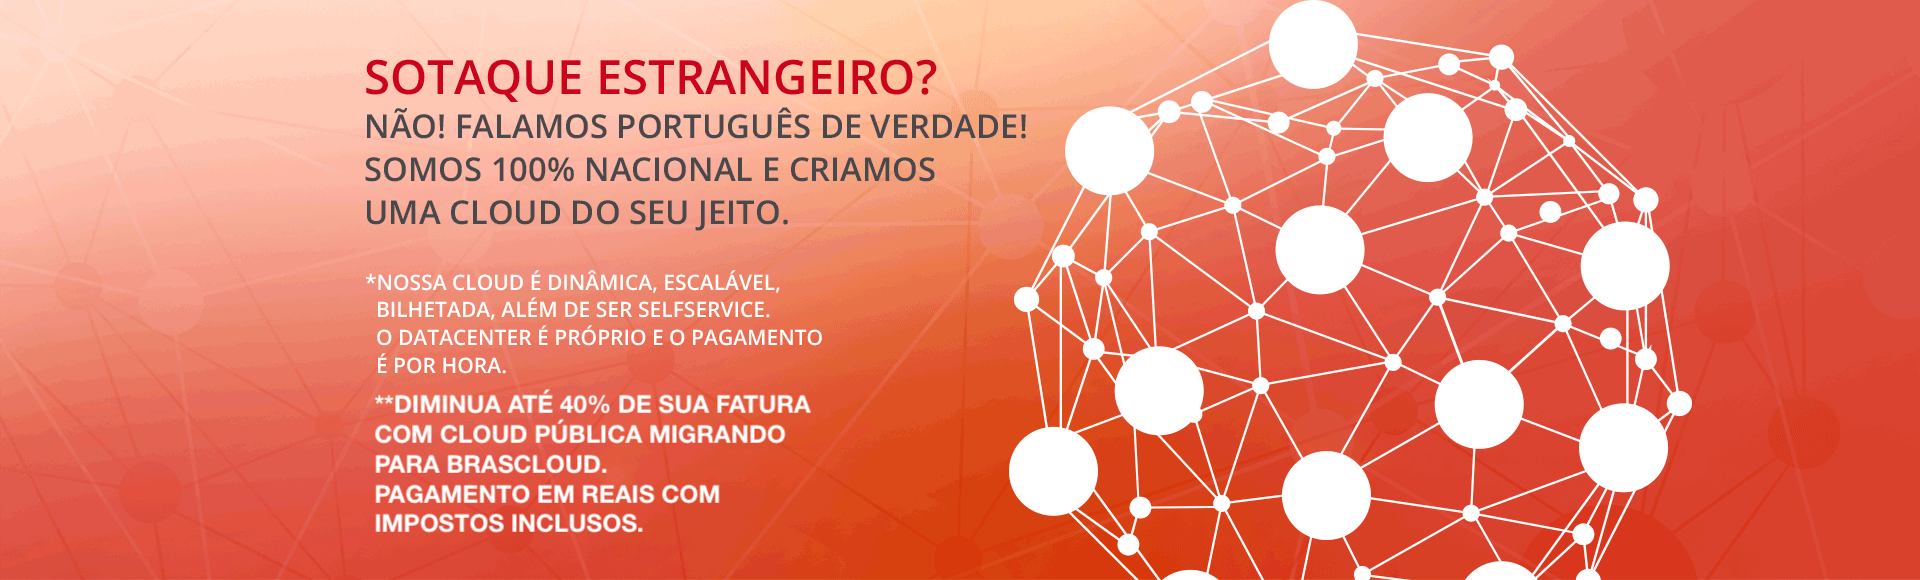 SOTAQUE ESTRANGEIRO?
NÃO! FALAMOS PORTUGUÊS DE VERDADE!
SOMOS 100% NACIONAL E CRIAMOS
UMA CLOUD DO SEU JEITO.
*NOSSA CLOUD É DINÂMICA, ESCALÁVEL,
BILHETADA, ALÉM DE SER SELFSERVICE.
O DATACENTER É PRÓPRIO E O PAGAMENTO
É POR HORA.
**DIMINUA ATÉ 40% DE SUA FATURA
COM CLOUD PÚBLICA MIGRANDO
PARA BRASCLOUD.
PAGAMENTO EM REAIS COM
IMPOSTOS INCLUSOS.